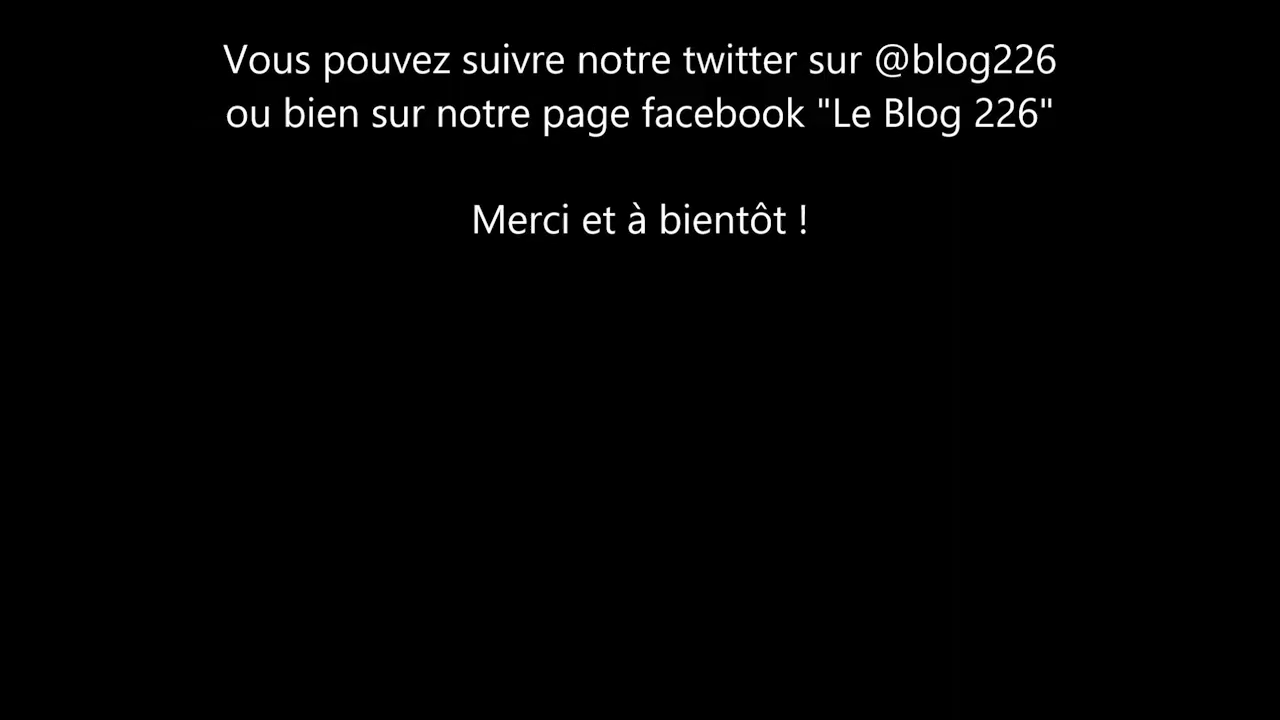 Vous pouvez suivre notre twitter sur @blog226
ou bien sur notre page facebook "Le Blog 226"
Merci et à bientôt !